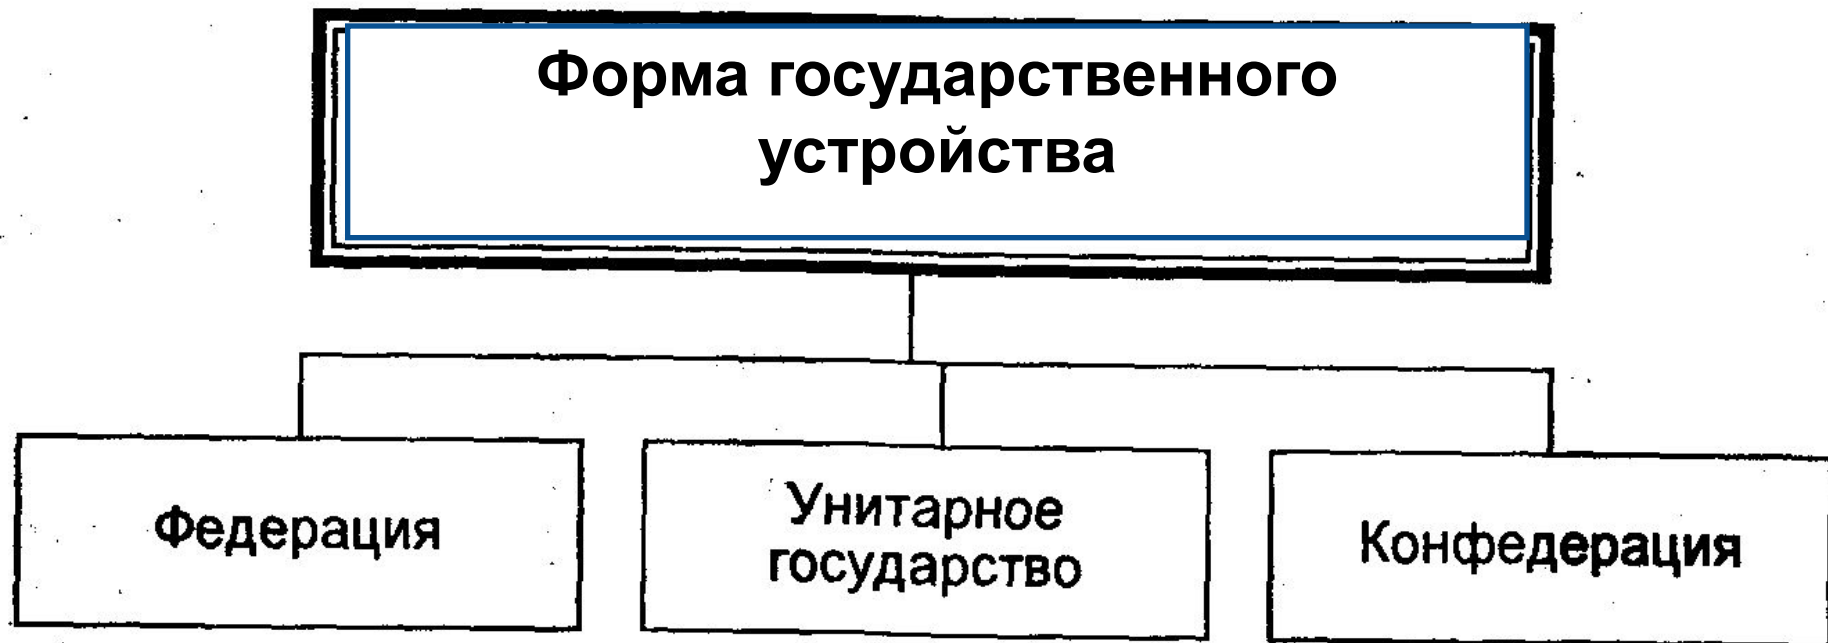 Форма государственного
устройства
Федерация
Унитарное
государство
Конфедерация